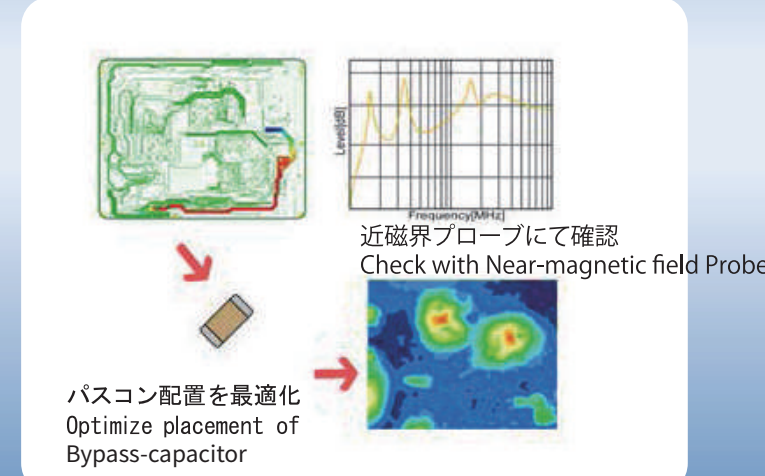 Level[dB]
Frequency[MHz]
近磁界プローブにて確認
Check with Near-magnetic field Probe
パスコン配置を最適化
Optimize placement of
Bypass-capacitor